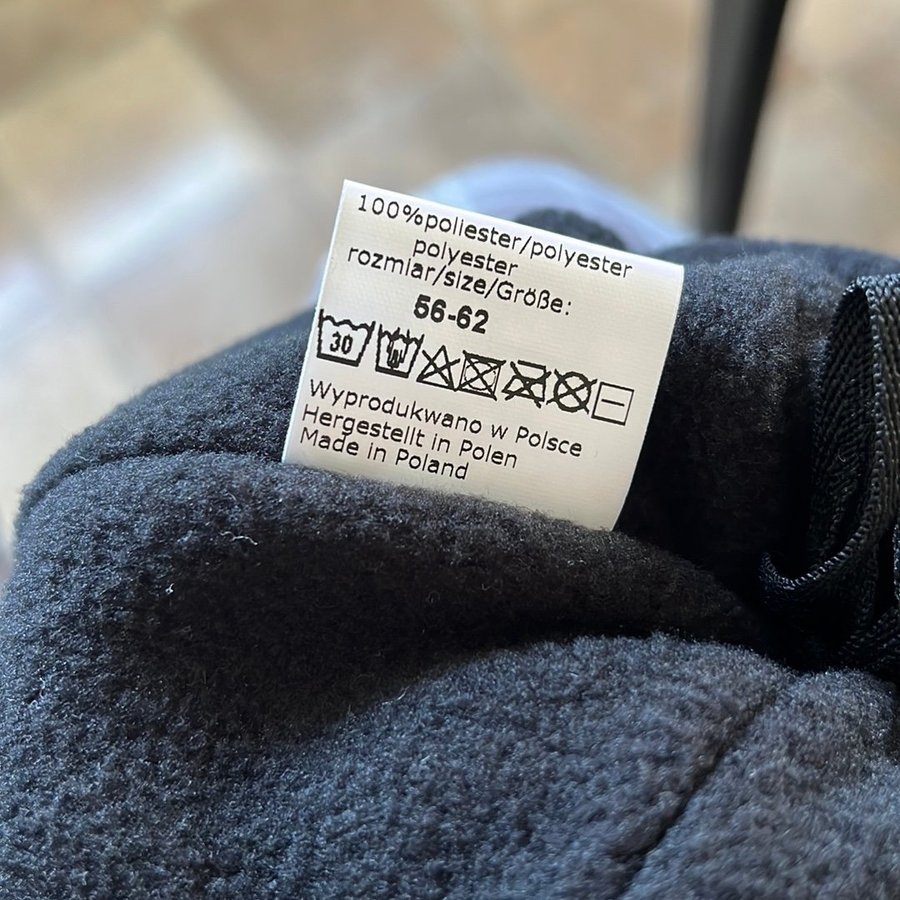 100%poliester/polyester
polyester
rozmiar/size/Größe:
56-62
30
Wyprodukwano w Polsce
Hergestellt in Polen
Made in Poland